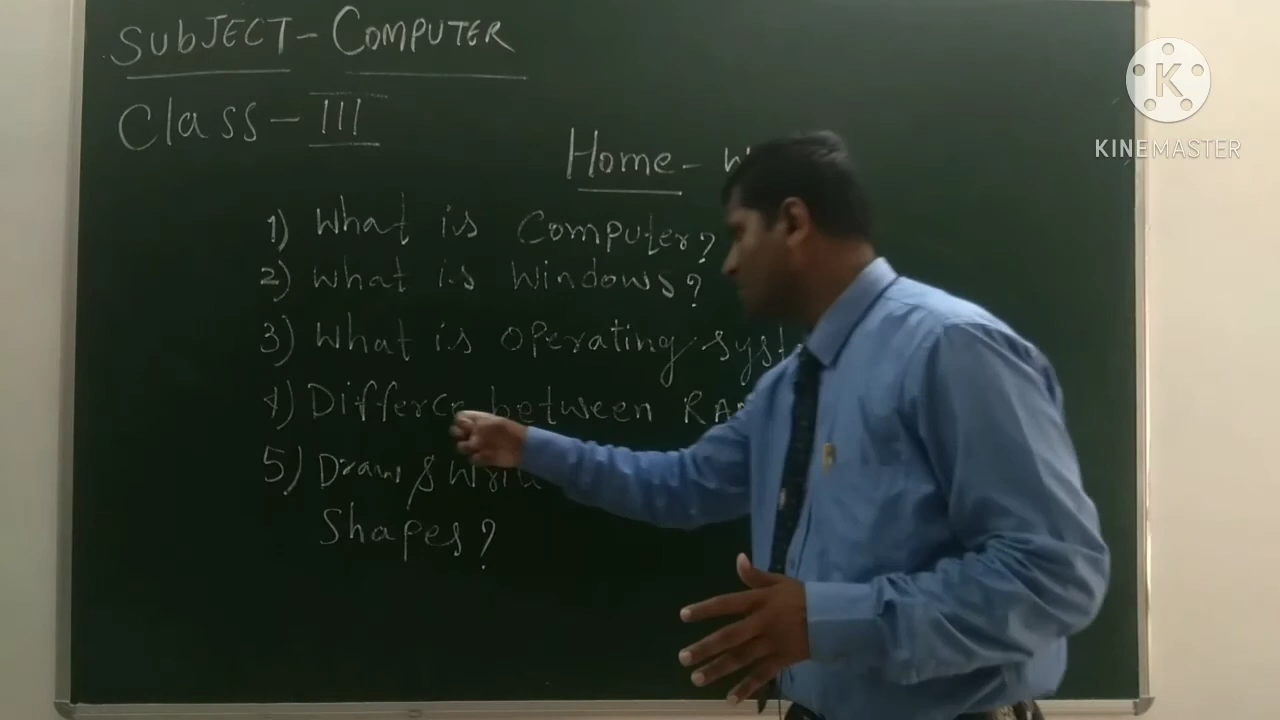 SubJECT - COMPUTER
Class - III
Home -
1) What is Computer?
2) What is Windows?
3) What is Operating
4) between
5) Draw &
Shapes?
K
KINEMASTER